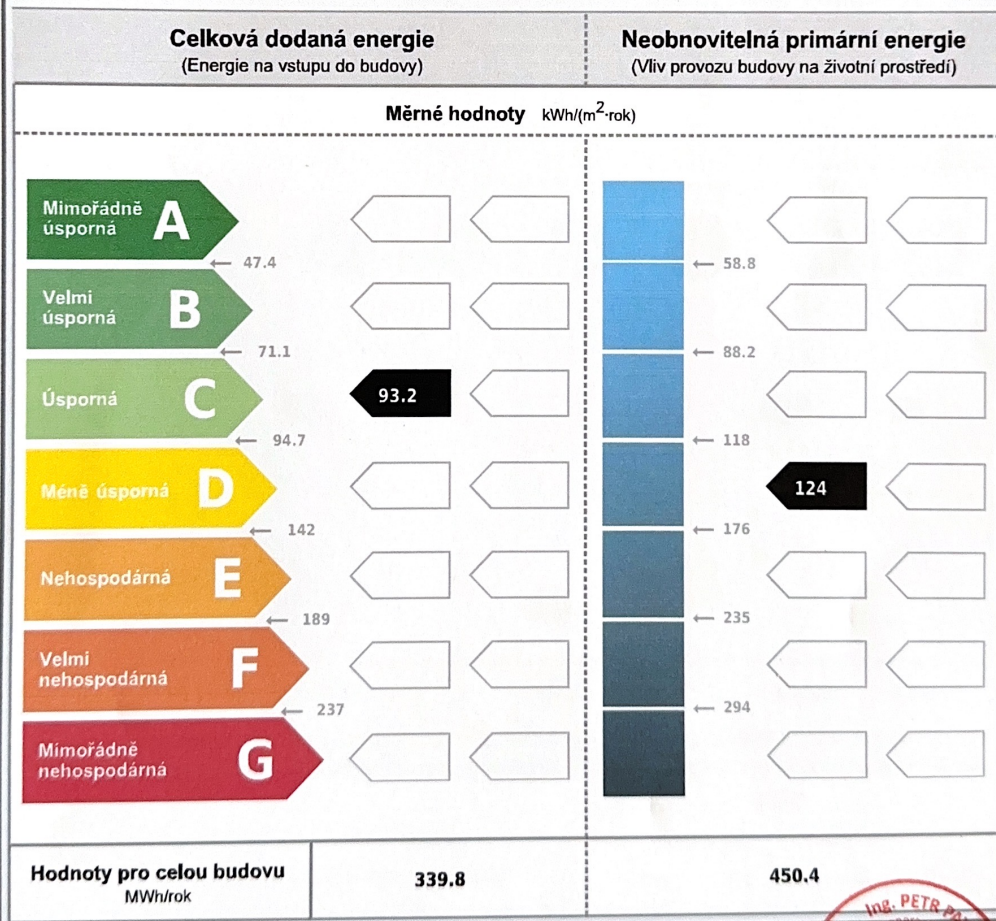 Celková dodaná energie
(Energie na vstupu do budovy)
Neobnovitelná primární energie
(Vliv provozu budovy na životní prostředí)
Měrné hodnoty kWh/(m²·rok)
Mimořádně
úsporná
A
← 47.4
← 58.8
Velmi
úsporná
B
← 71.1
← 88.2
Úsporná
C
93.2
← 94.7
← 118
Méně úsporná
D
124
← 142
← 176
Nehospodárná
E
← 189
← 235
Velmi
nehospodárná
F
← 237
← 294
Mimořádně
nehospodárná
G
Hodnoty pro celou budovu
MWh/rok
339.8
450.4
Ing. PETR